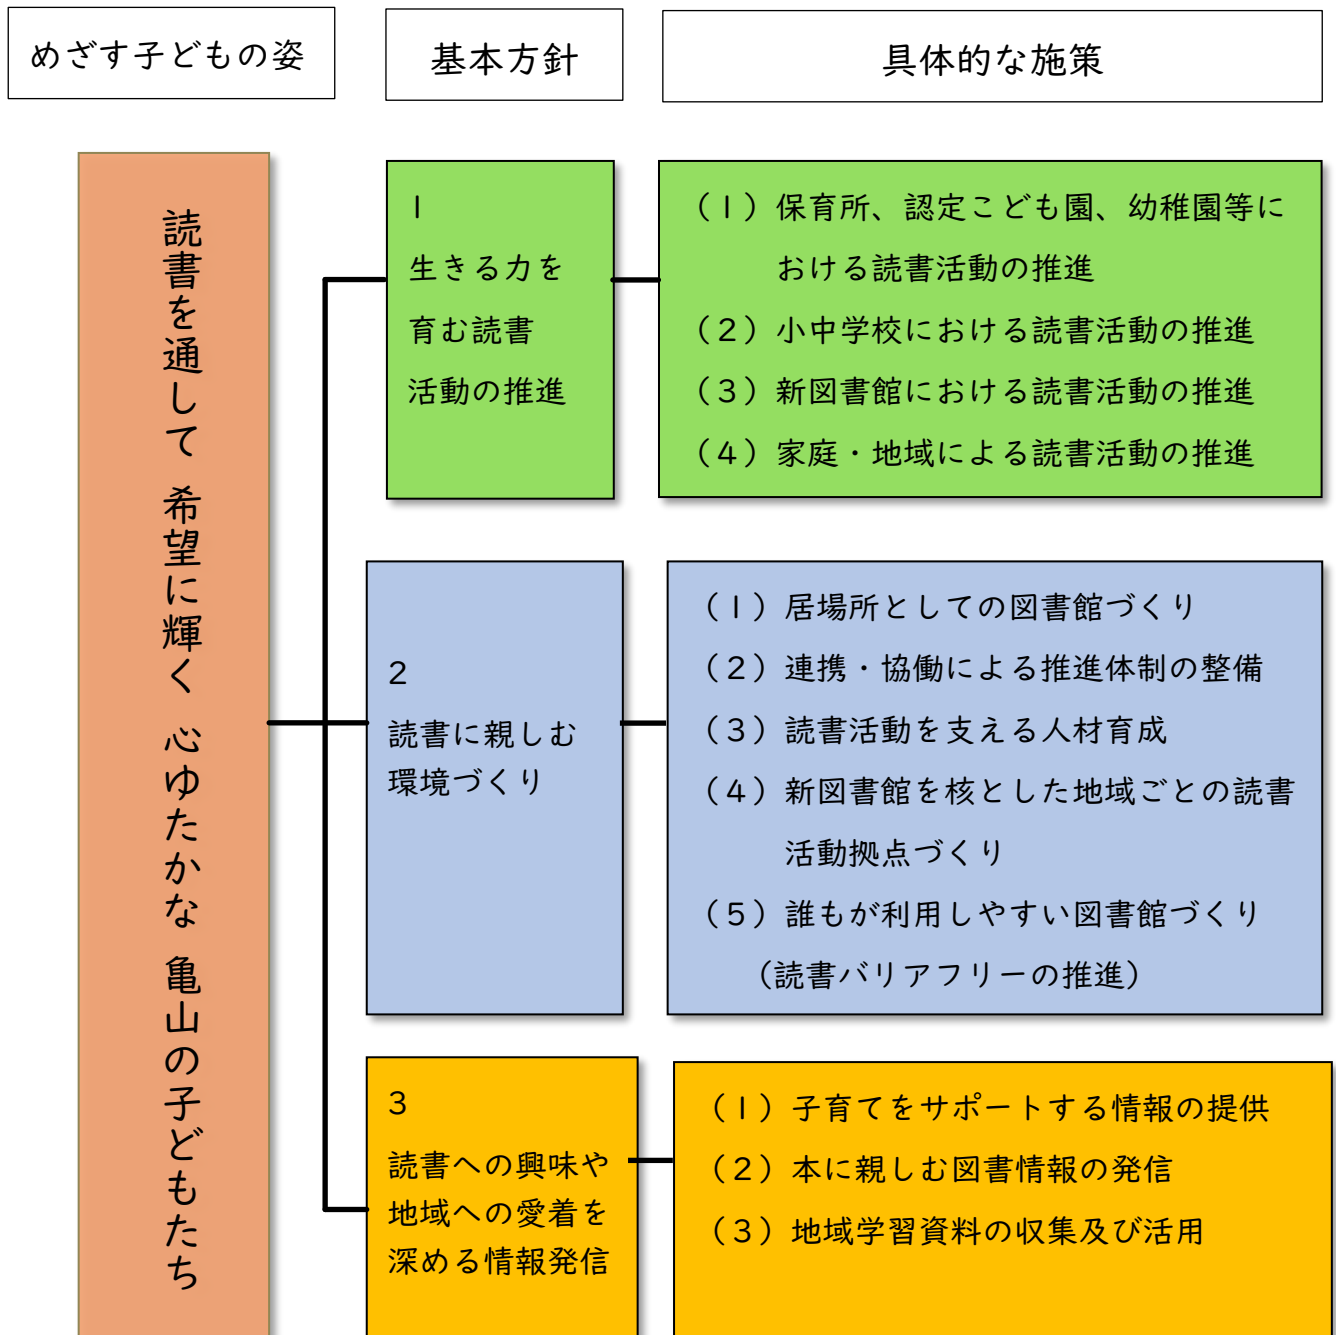 めざす子どもの姿
基本方針
具体的な施策
読書を通して 希望に輝く 心ゆたかな 亀山の子どもたち
1
生きる力を
育む読書
活動の推進
（1）保育所、認定こども園、幼稚園等に
おける読書活動の推進
（2）小中学校における読書活動の推進
（3）新図書館における読書活動の推進
（4）家庭・地域による読書活動の推進
2
読書に親しむ
環境づくり
（1）居場所としての図書館づくり
（2）連携・協働による推進体制の整備
（3）読書活動を支える人材育成
（4）新図書館を核とした地域ごとの読書
活動拠点づくり
（5）誰もが利用しやすい図書館づくり
（読書バリアフリーの推進）
3
読書への興味や
地域への愛着を
深める情報発信
（1）子育てをサポートする情報の提供
（2）本に親しむ図書情報の発信
（3）地域学習資料の収集及び活用